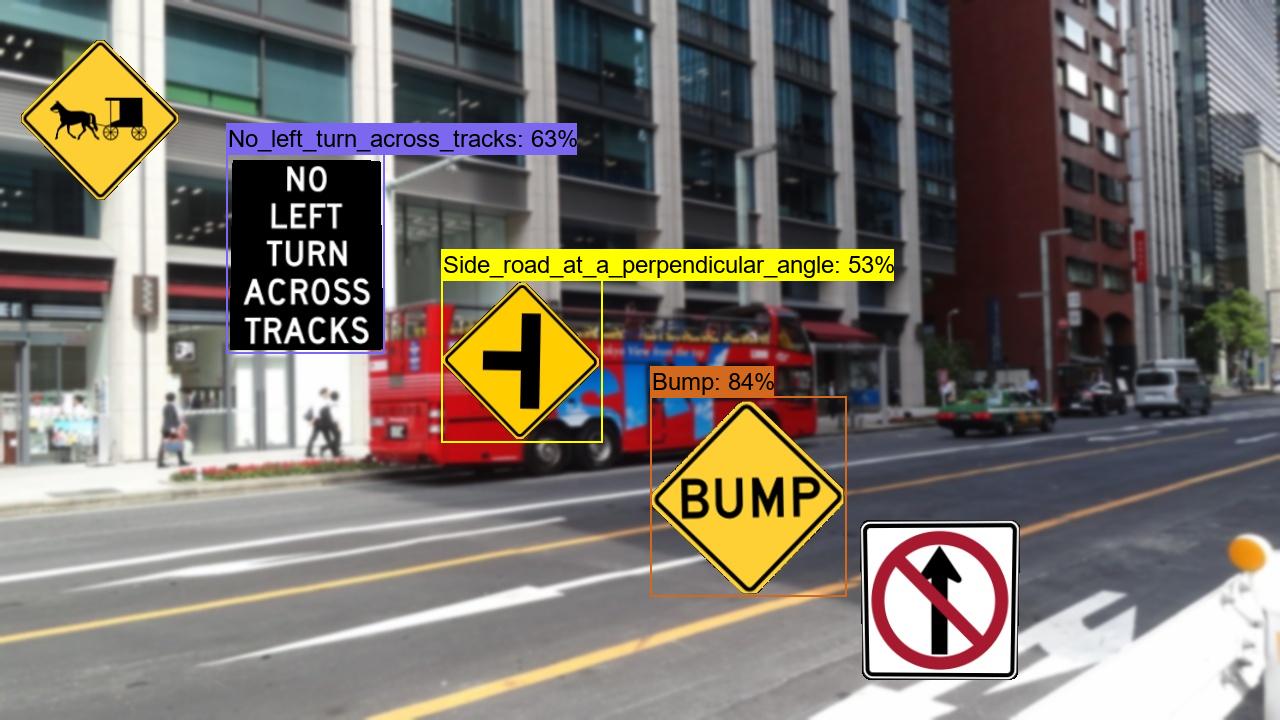 No_left_turn_across_tracks: 63%
NO
LEFT
TURN
ACROSS
TRACKS
Side_road_at_a_perpendicular_angle: 53%
Bump: 84%
BUMP